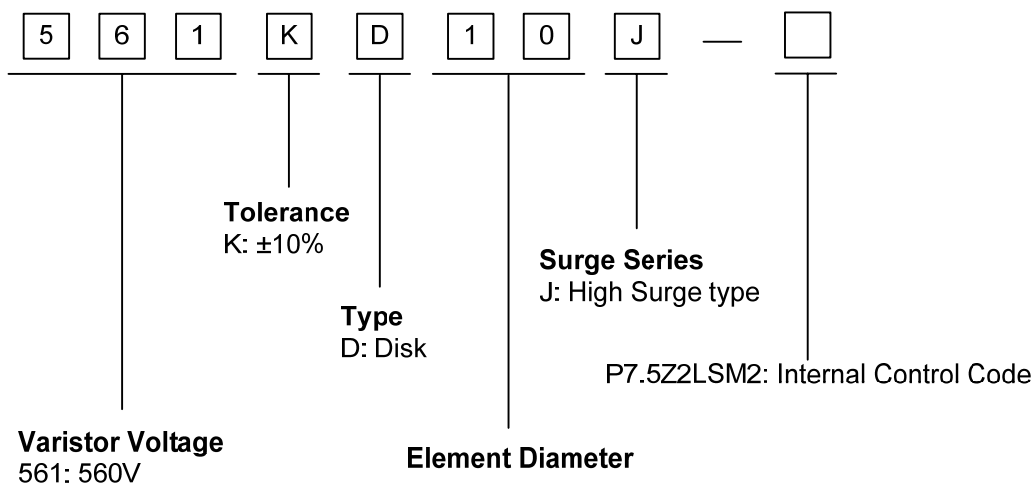 5 6 1 K D 1 0 J —
Tolerance
K: ±10%
Surge Series
J: High Surge type
Type
D: Disk
P7.5Z2LSM2: Internal Control Code
Varistor Voltage
561: 560V
Element Diameter